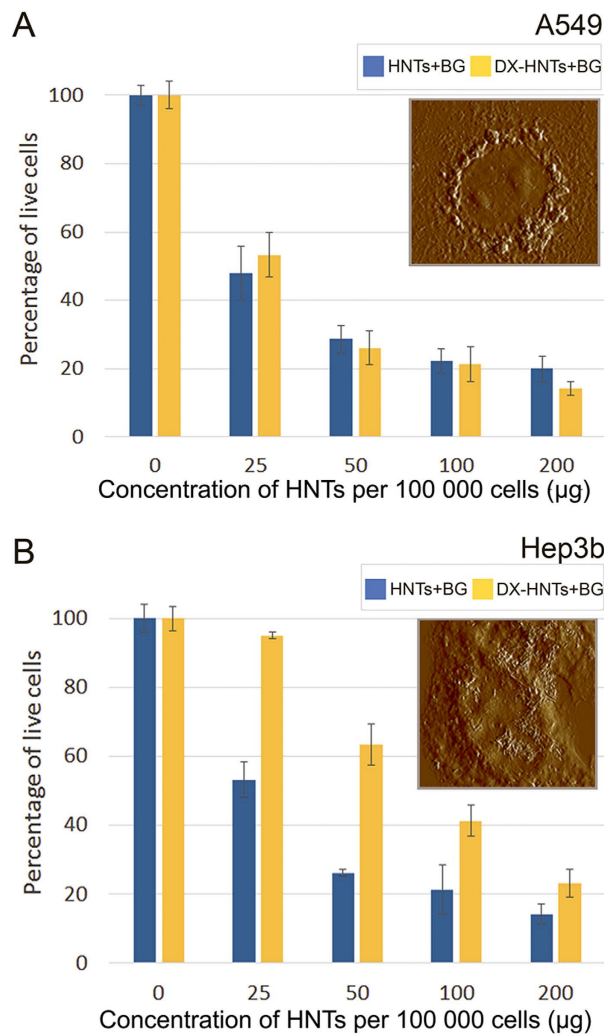 A
A549
HNTs+BG DX-HNTs+BG
100
80
60
40
20
0
Percentage of live cells
0 25 50 100 200
Concentration of HNTs per 100 000 cells (µg)
B
Hep3b
HNTs+BG DX-HNTs+BG
100
80
60
40
20
0
Percentage of live cells
0 25 50 100 200
Concentration of HNTs per 100 000 cells (µg)